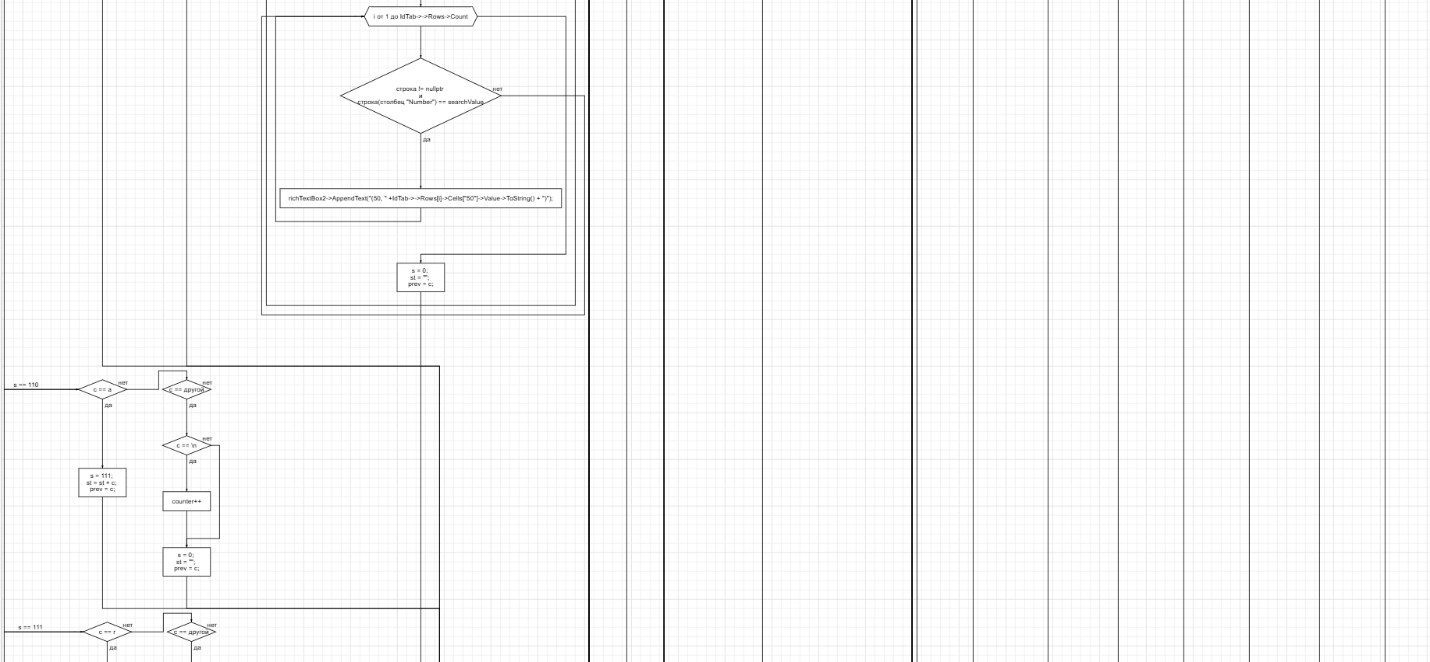 i от 1 до IdTab->->Rows->Count
строка != nullptr
и
строка(столбец "Number") == searchValue
нет
да
richTextBox2->AppendText("(50, " +IdTab->->Rows[i]->Cells["50"]->Value->ToString() + ")");
s = 0;
st = "";
prev = c;
s == 110
c == a
нет
c == другой
нет
да
да
c == \n
нет
да
s = 111;
st = st + c;
prev = c;
counter++
s = 0;
st = "";
prev = c;
s == 111
c == r
нет
c == другой
нет
да
да